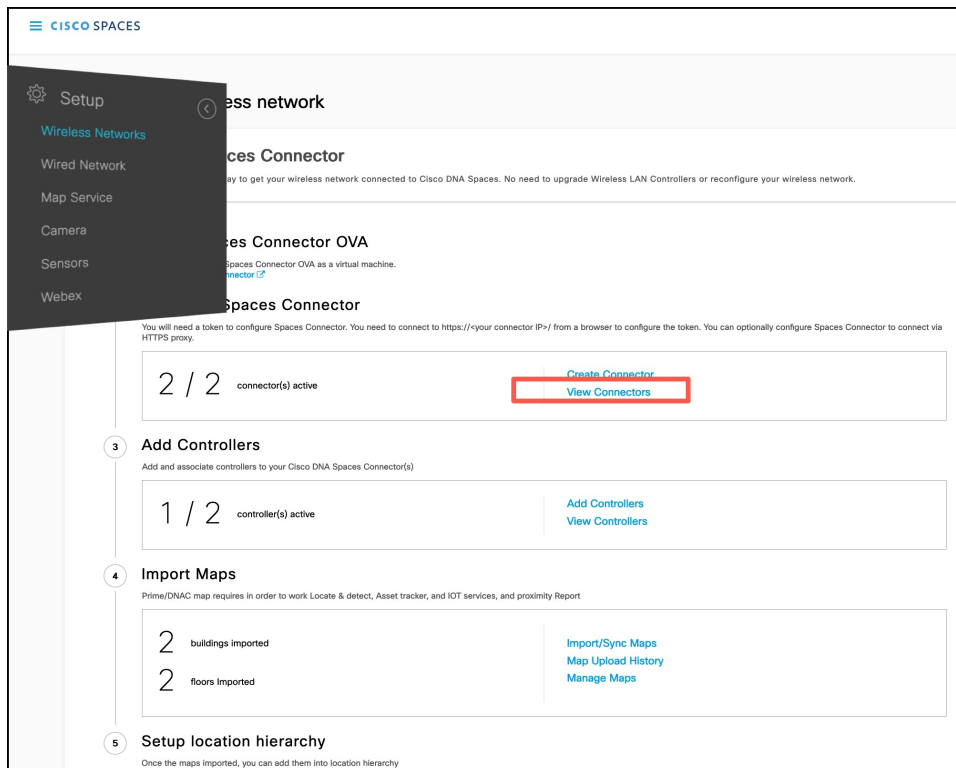 CISCO SPACES
Setup
Wireless Networks
Wired Network
Map Service
Camera
Sensors
Webex
ess network
ces Connector
ay to get your wireless network connected to Cisco DNA Spaces. No need to upgrade Wireless LAN Controllers or reconfigure your wireless network.
es Connector OVA
Spaces Connector OVA as a virtual machine.
nnector
Spaces Connector
You will need a token to configure Spaces Connector. You need to connect to https://<your connector IP>/ from a browser to configure the token. You can optionally configure Spaces Connector to connect via
HTTPS proxy.
2 / 2 connector(s) active
Create Connector
View Connectors
3 Add Controllers
Add and associate controllers to your Cisco DNA Spaces Connector(s)
1 / 2 controller(s) active
Add Controllers
View Controllers
4 Import Maps
Prime/DNAC map requires in order to work Locate & detect, Asset tracker, and IOT services, and proximity Report
2 buildings imported
2 floors Imported
Import/Sync Maps
Map Upload History
Manage Maps
5 Setup location hierarchy
Once the maps imported, you can add them into location hierarchy